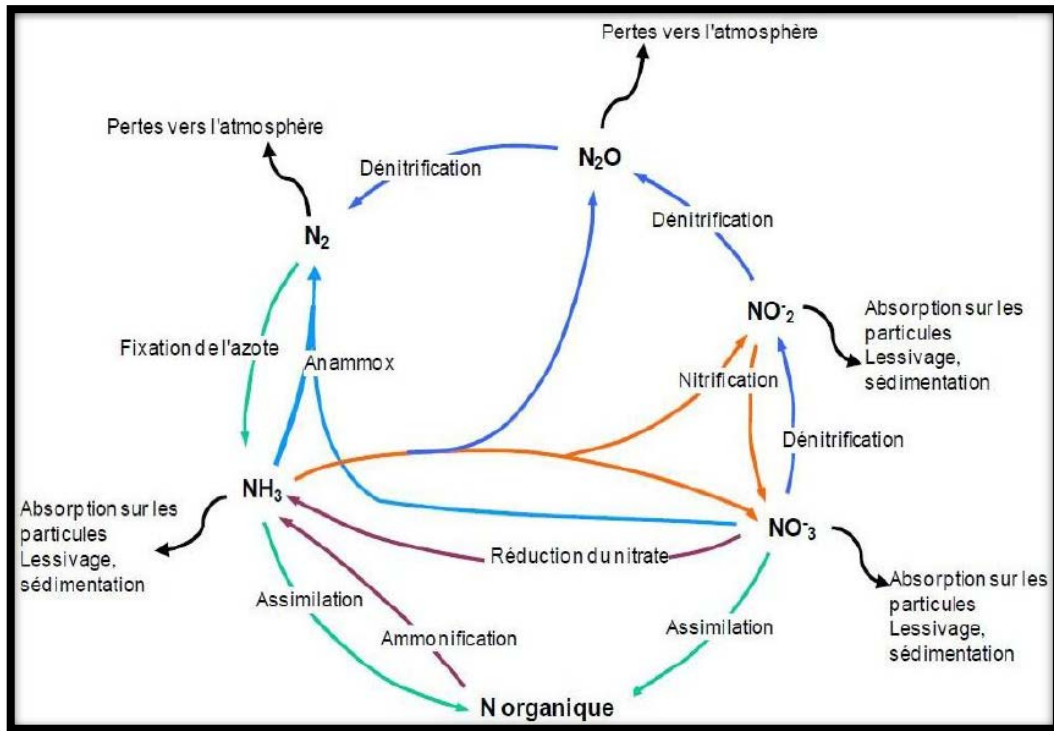 Pertes vers l'atmosphère
Pertes vers l'atmosphère
N₂O
Dénitrification
Dénitrification
N₂
NO⁻₂
Absorption sur les
particules
Lessivage,
sédimentation
Fixation de l'azote
Anammox
Nitrification
Dénitrification
NH₃
Absorption sur les
particules
Lessivage,
sédimentation
NO⁻₃
Réduction du nitrate
Absorption sur les
particules
Lessivage,
sédimentation
Assimilation
Ammonification
Assimilation
N organique